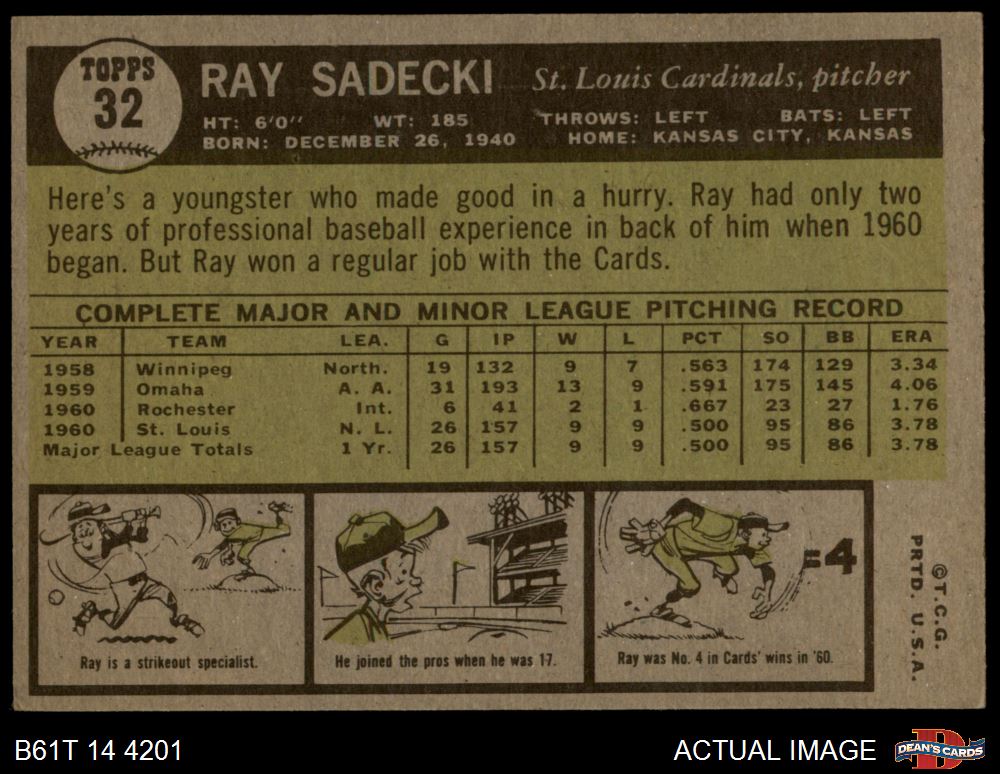 TOPPS
32
RAY SADECKI St. Louis Cardinals, pitcher
HT: 6'0" WT: 185 THROWS: LEFT BATS: LEFT
BORN: DECEMBER 26, 1940 HOME: KANSAS CITY, KANSAS
Here's a youngster who made good in a hurry. Ray had only two
years of professional baseball experience in back of him when 1960
began. But Ray won a regular job with the Cards.
COMPLETE MAJOR AND MINOR LEAGUE PITCHING RECORD
YEAR TEAM LEA. G IP W L PCT SO BB ERA
1958 Winnipeg North. 19 132 9 7 .563 174 129 3.34
1959 Omaha A. A. 31 193 13 9 .591 175 145 4.06
1960 Rochester Int. 6 41 2 1 .667 23 27 1.76
1960 St. Louis N. L. 26 157 9 9 .500 95 86 3.78
Major League Totals 1 Yr. 26 157 9 9 .500 95 86 3.78
=4
Ray is a strikeout specialist.
He joined the pros when he was 17.
Ray was No. 4 in Cards' wins in '60.
© T.C.G.
PRTD. U.S.A.
B61T 14 4201 ACTUAL IMAGE
D
DEAN'S CARDS